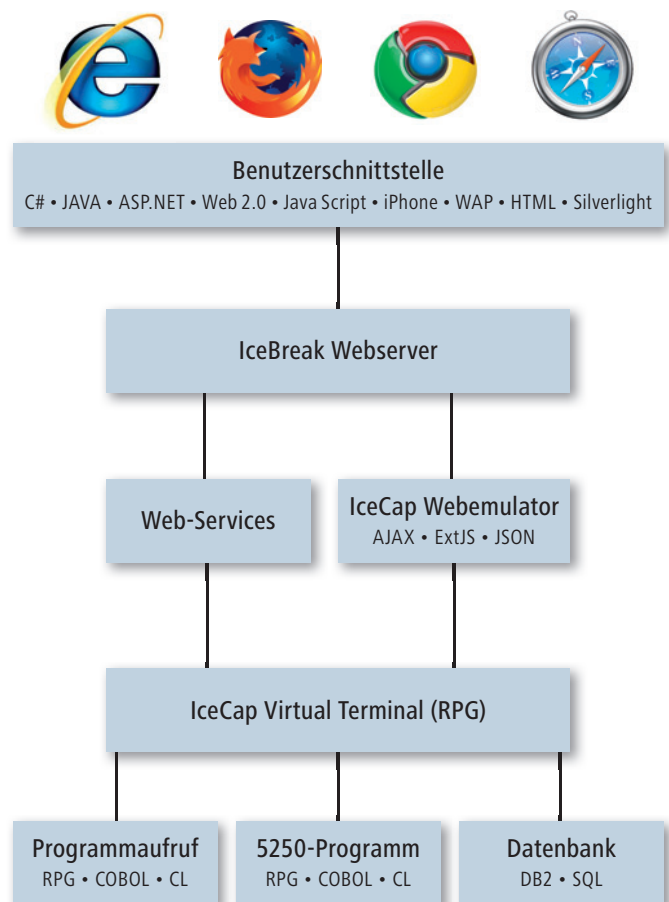 Benutzerschnittstelle
C# • JAVA • ASP.NET • Web 2.0 • Java Script • iPhone • WAP • HTML • Silverlight
IceBreak Webserver
Web-Services
IceCap Webemulator
AJAX • ExtJS • JSON
IceCap Virtual Terminal (RPG)
Programmaufruf
RPG • COBOL • CL
5250-Programm
RPG • COBOL • CL
Datenbank
DB2 • SQL